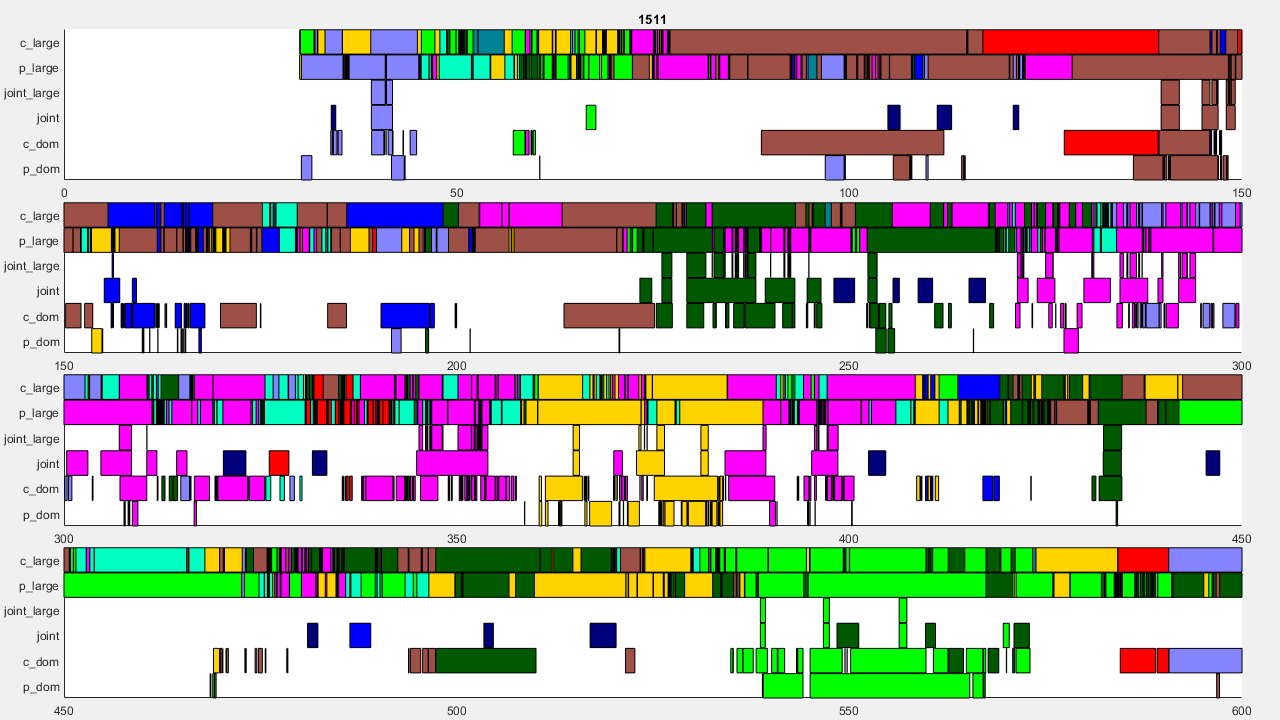 1511
c_large
p_large
joint_large
joint
c_dom
p_dom
0 50 100 150
c_large
p_large
joint_large
joint
c_dom
p_dom
150 200 250 300
c_large
p_large
joint_large
joint
c_dom
p_dom
300 350 400 450
c_large
p_large
joint_large
joint
c_dom
p_dom
450 500 550 600